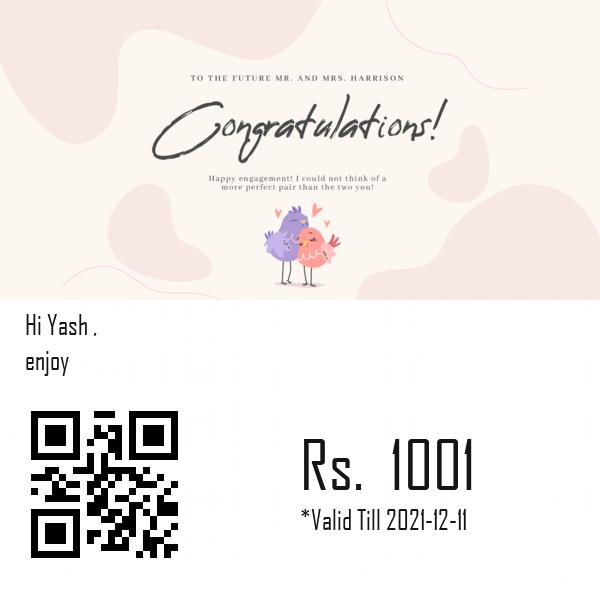 TO THE FUTURE MR. AND MRS. HARRISON
Congratulations!
Happy engagement! I could not think of a
more perfect pair than the two you!
Hi Yash ,
enjoy
Rs. 1001
*Valid Till 2021-12-11